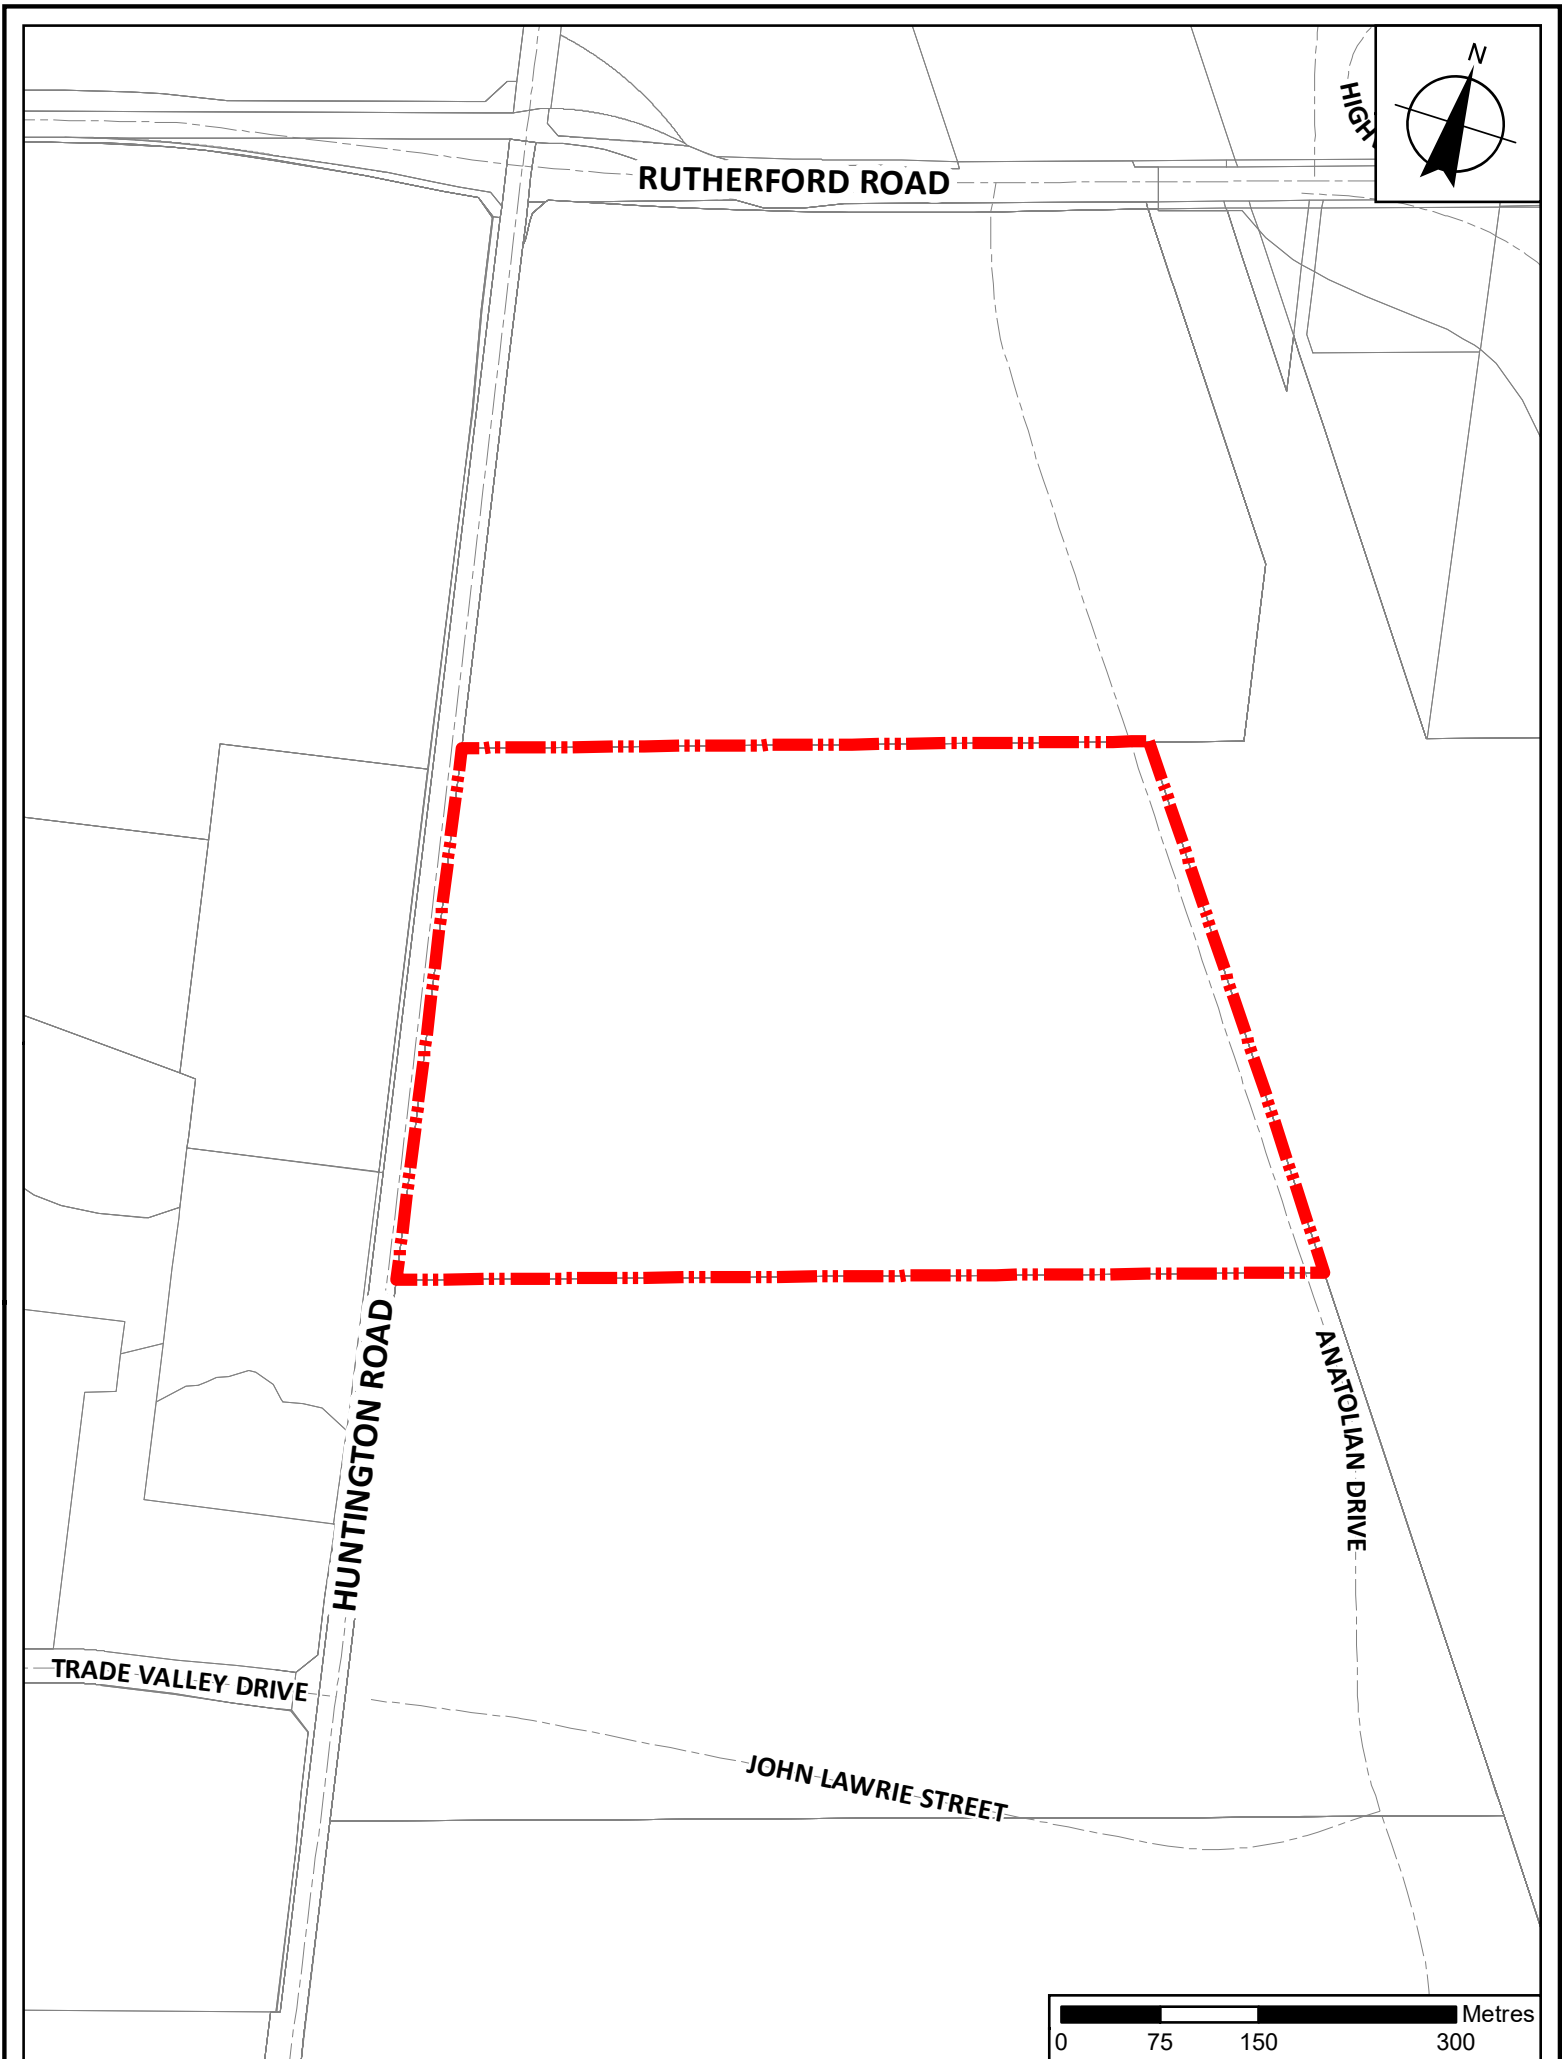 N
RUTHERFORD ROAD
HUNTINGTON ROAD
ANATOLIAN DRIVE
TRADE VALLEY DRIVE
JOHN LAWRIE STREET
Metres
0 75 150 300